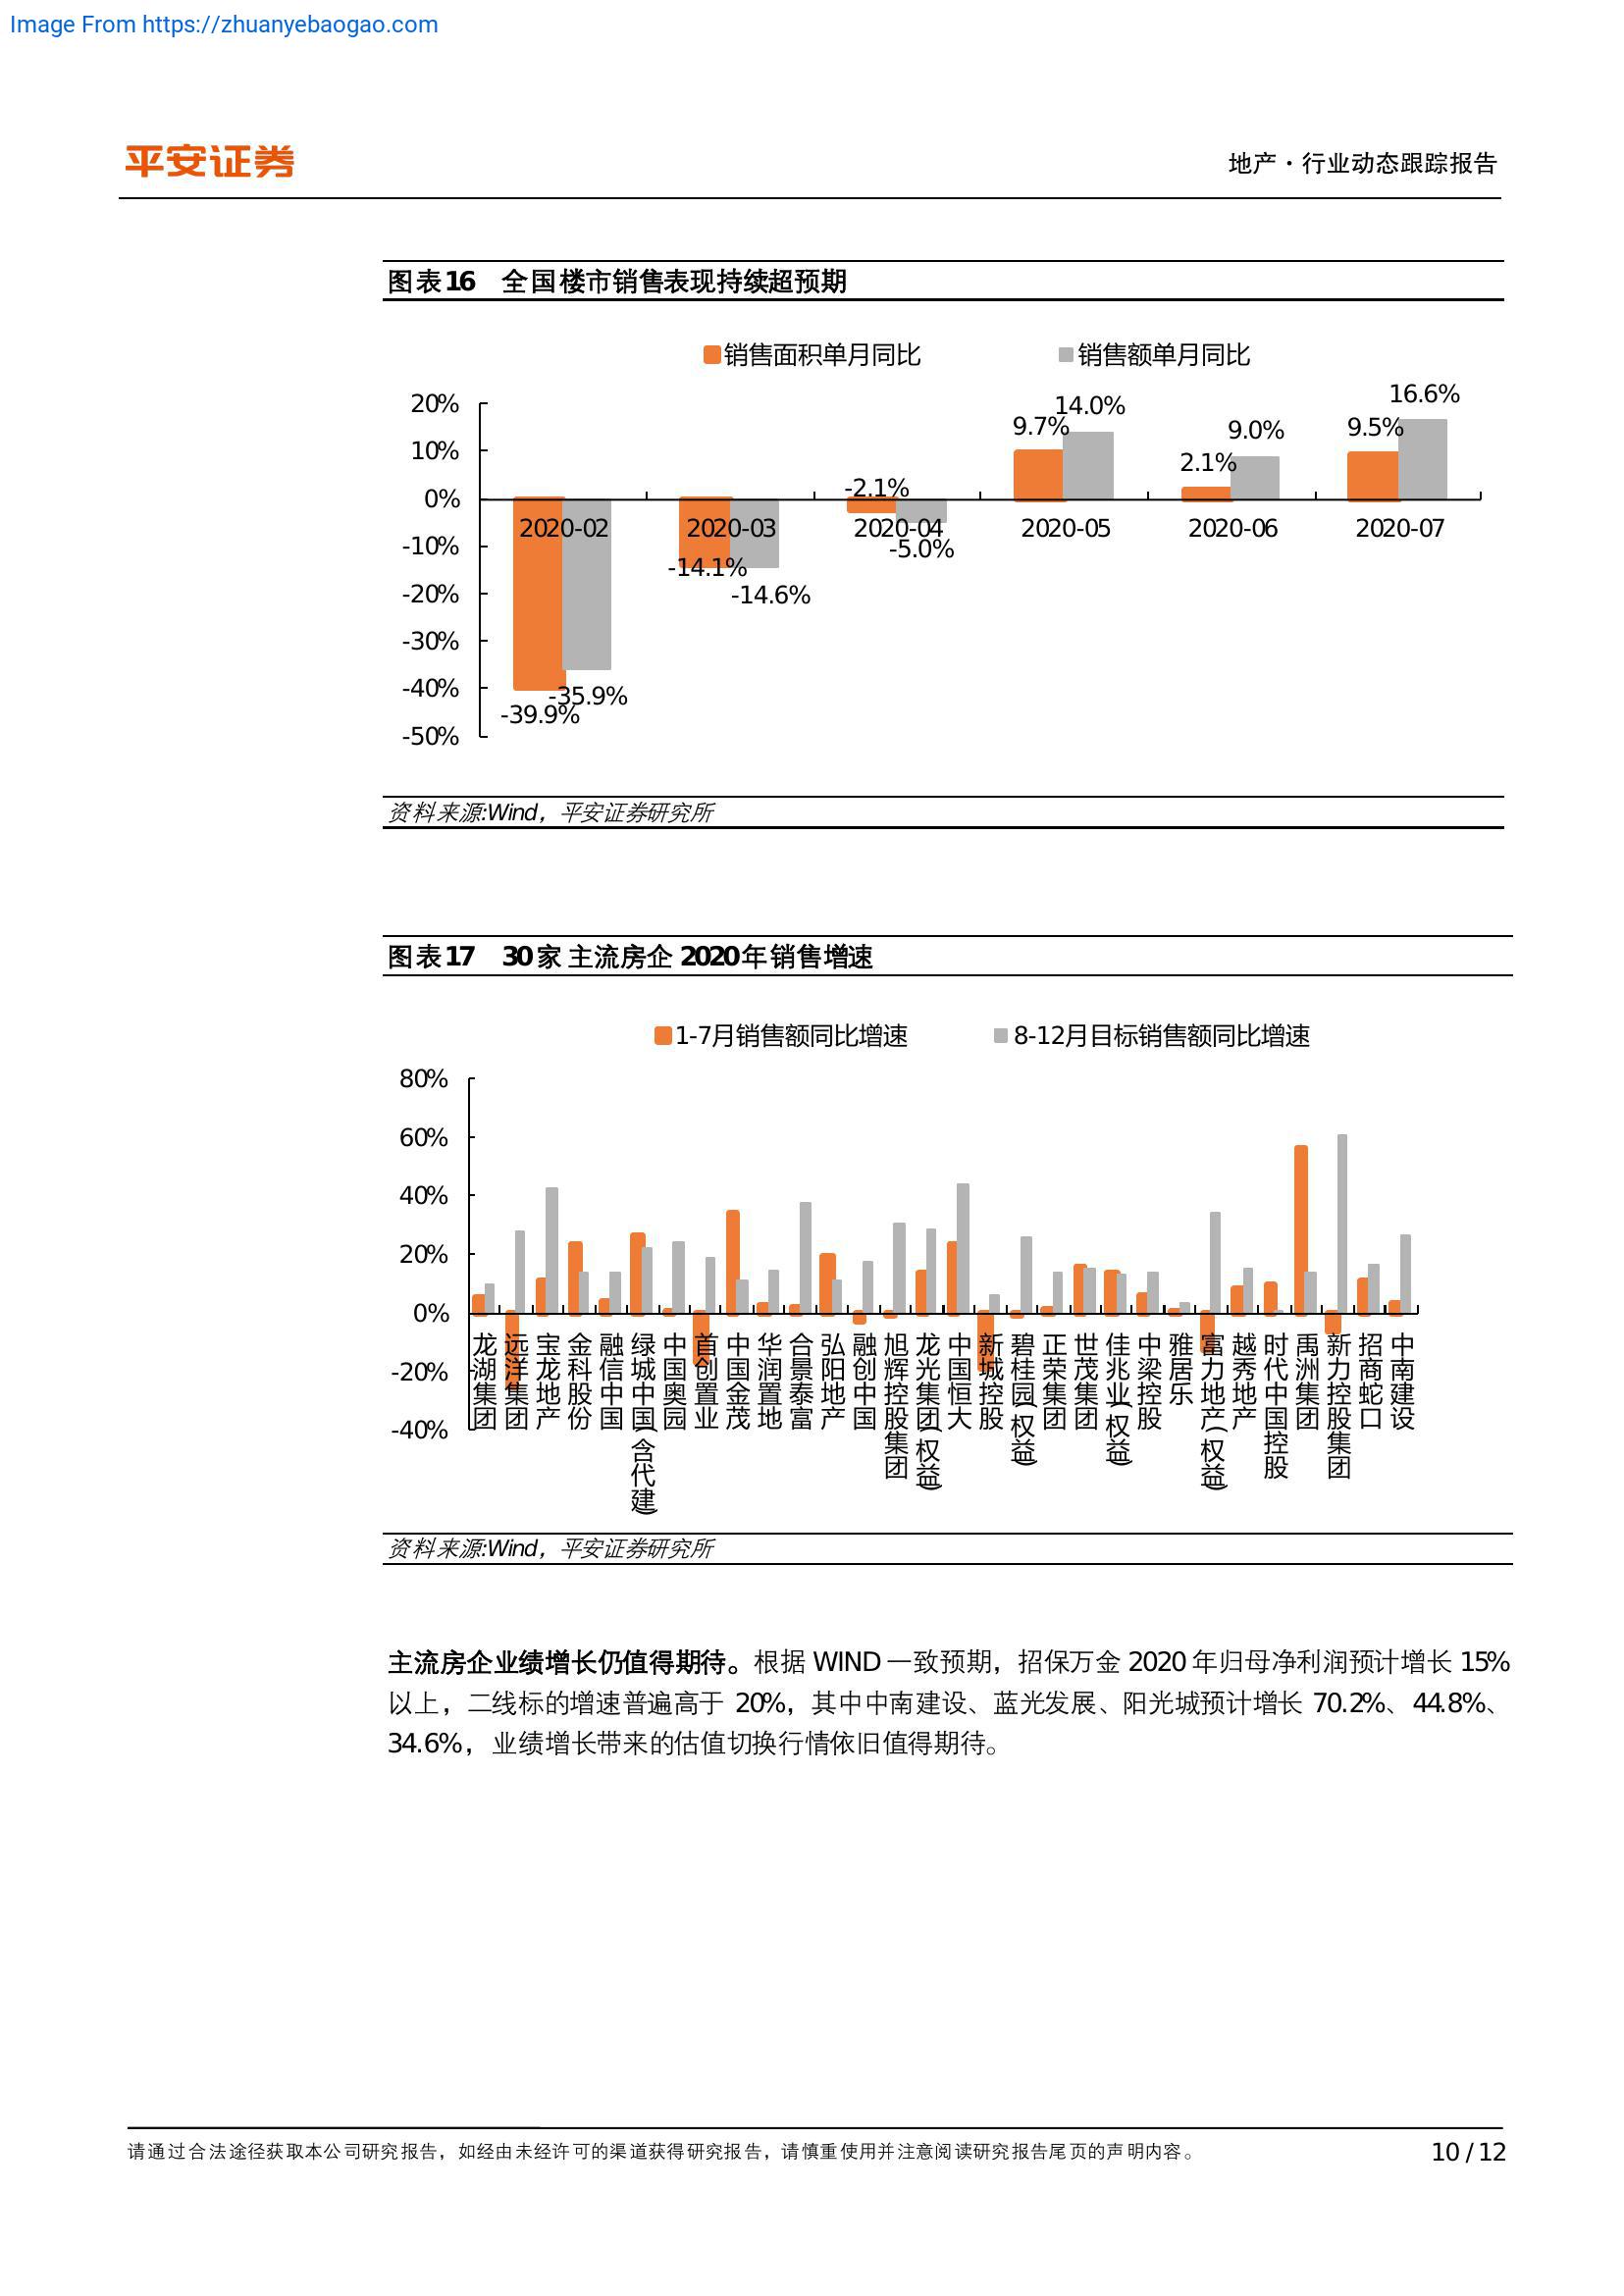 Image From https://zhuanyebaogao.com
平安证券
地产·行业动态跟踪报告
图表16 全国楼市销售表现持续超预期
销售面积单月同比 销售额单月同比
20%
10%
0%
-10%
-20%
-30%
-40%
-50%
-39.9% -35.9%
-14.1% -14.6%
-2.1% -5.0%
9.7% 14.0%
2.1% 9.0%
9.5% 16.6%
2020-02 2020-03 2020-04 2020-05 2020-06 2020-07
资料来源:Wind，平安证券研究所
图表17 30家主流房企 2020年销售增速
1-7月销售额同比增速 8-12月目标销售额同比增速
80%
60%
40%
20%
0%
-20%
-40%
龙湖集团
远洋集团
宝龙地产
金科股份
融信中国
绿城中国(含代建)
中国奥园
首创置业
中国金茂
华润置地
合景泰富
弘阳地产
融创中国
旭辉控股集团
龙光集团(权益)
中国恒大
新城控股
碧桂园(权益)
正荣集团
世茂集团
佳兆业(权益)
中梁控股
雅居乐
富力地产(权益)
越秀地产
时代中国控股
禹洲集团
新力控股集团
招商蛇口
中南建设
资料来源:Wind，平安证券研究所
主流房企业绩增长仍值得期待。根据 WIND 一致预期，招保万金 2020 年归母净利润预计增长 15%
以上，二线标的增速普遍高于 20%，其中中南建设、蓝光发展、阳光城预计增长 70.2%、44.8%、
34.6%，业绩增长带来的估值切换行情依旧值得期待。
请通过合法途径获取本公司研究报告，如经由未经许可的渠道获得研究报告，请慎重使用并注意阅读研究报告尾页的声明内容。
10 / 12